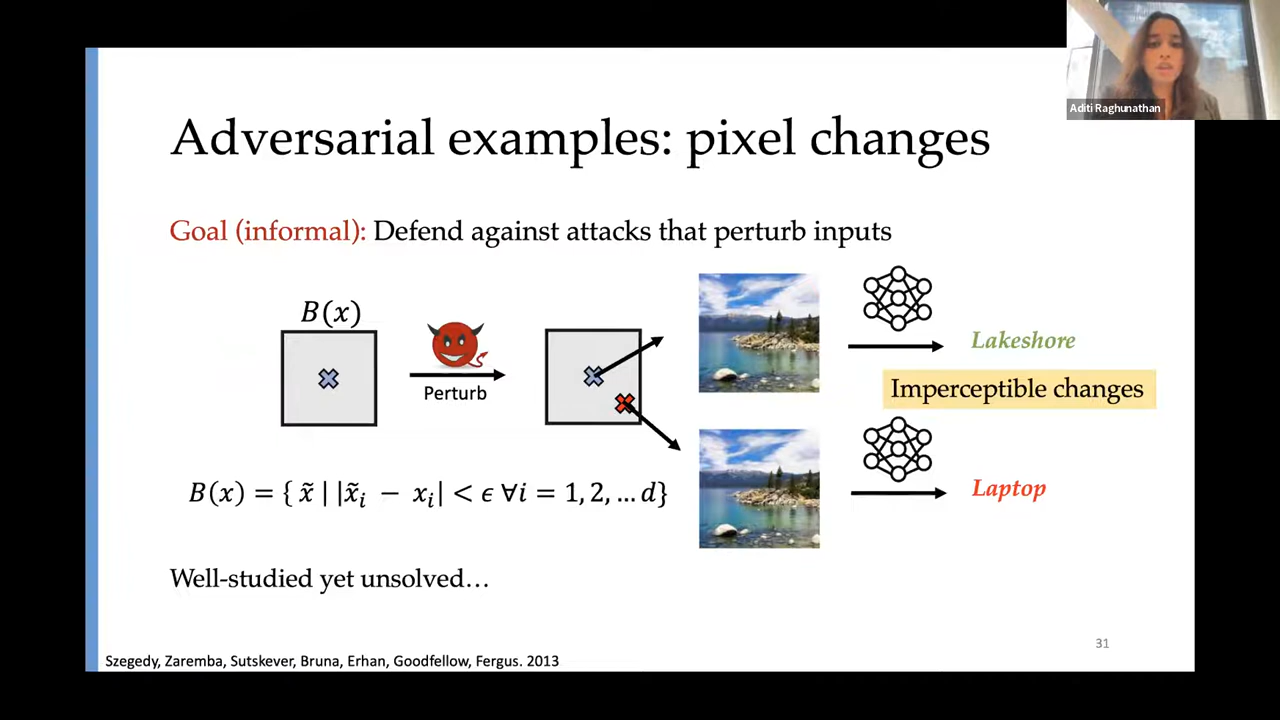 Aditi Raghunathan
Adversarial examples: pixel changes
Goal (informal): Defend against attacks that perturb inputs
B(x)
Perturb
Lakeshore
Imperceptible changes
Laptop
B(x) = { x̃ | |x̃ᵢ − xᵢ| < ϵ ∀i = 1, 2, … d}
Well-studied yet unsolved…
31
Szegedy, Zaremba, Sutskever, Bruna, Erhan, Goodfellow, Fergus. 2013